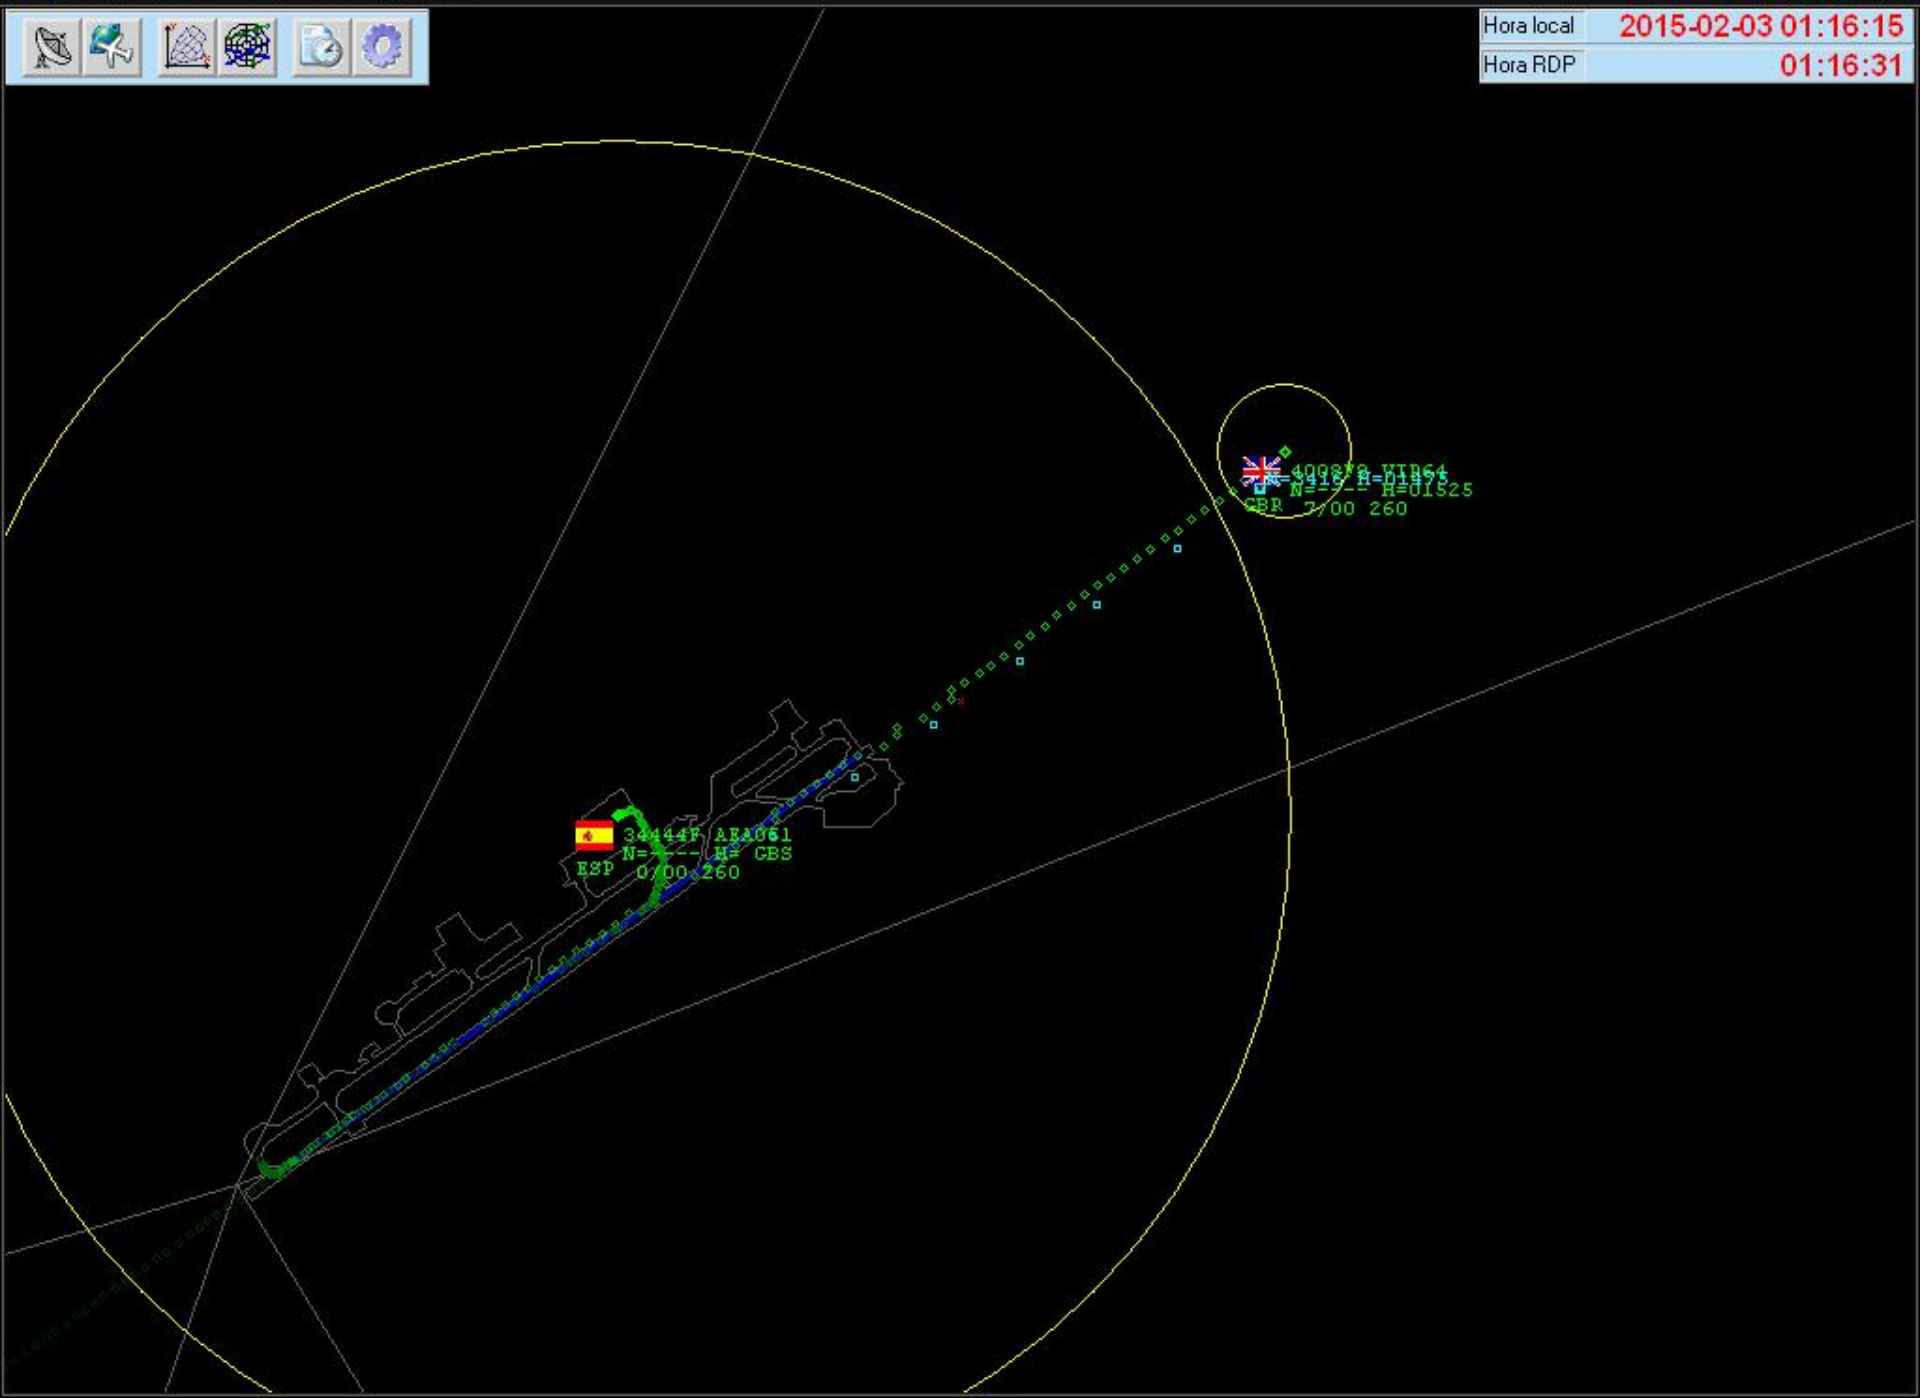 Hora local 2015-02-03 01:16:15
Hora RDP 01:16:31
H=01525
GBR 7/00 260
34444F AEA061
N=---- H= GBS
ESP 0/00 260